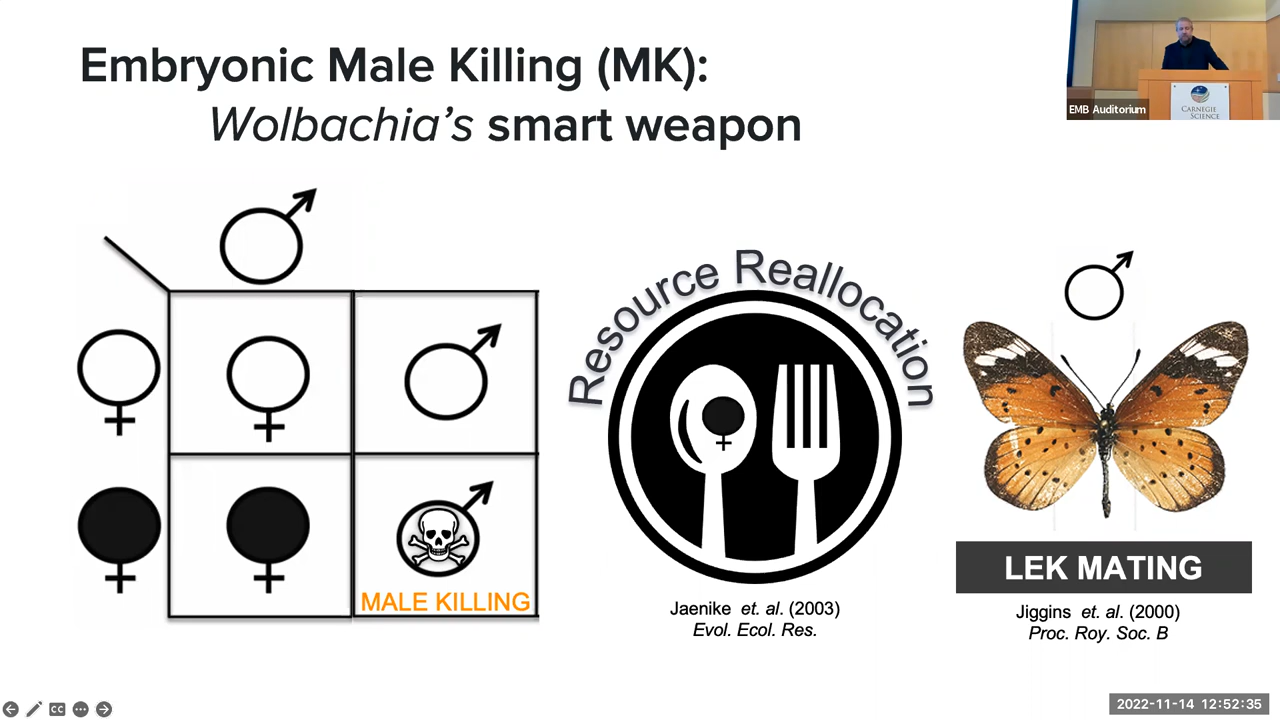 Embryonic Male Killing (MK):
Wolbachia's smart weapon
EMB Auditorium
CARNEGIE
SCIENCE
MALE KILLING
Resource Reallocation
Jaenike et. al. (2003)
Evol. Ecol. Res.
LEK MATING
Jiggins et. al. (2000)
Proc. Roy. Soc. B
CC
2022-11-14 12:52:35